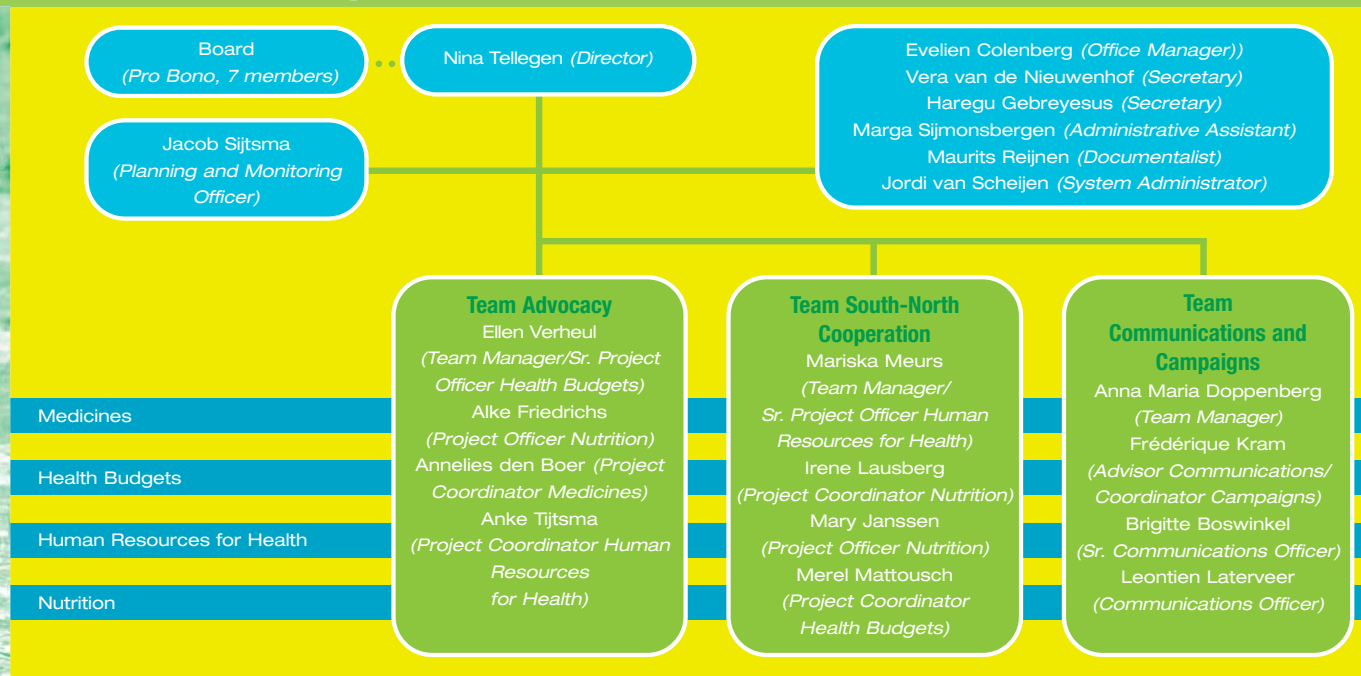 Board
(Pro Bono, 7 members)
Nina Tellegen (Director)
Evelien Colenberg (Office Manager))
Vera van de Nieuwenhof (Secretary)
Haregu Gebreyesus (Secretary)
Marga Sijmonsbergen (Administrative Assistant)
Maurits Reijnen (Documentalist)
Jordi van Scheijen (System Administrator)
Jacob Sijtsma
(Planning and Monitoring
Officer)
Team Advocacy
Ellen Verheul
(Team Manager/Sr. Project
Officer Health Budgets)
Alke Friedrichs
(Project Officer Nutrition)
Annelies den Boer (Project
Coordinator Medicines)
Anke Tijtsma
(Project Coordinator Human
Resources
for Health)
Team South-North
Cooperation
Mariska Meurs
(Team Manager/
Sr. Project Officer Human
Resources for Health)
Irene Lausberg
(Project Coordinator Nutrition)
Mary Janssen
(Project Officer Nutrition)
Merel Mattousch
(Project Coordinator
Health Budgets)
Team
Communications and
Campaigns
Anna Maria Doppenberg
(Team Manager)
Frédérique Kram
(Advisor Communications/
Coordinator Campaigns)
Brigitte Boswinkel
(Sr. Communications Officer)
Leontien Laterveer
(Communications Officer)
Medicines
Health Budgets
Human Resources for Health
Nutrition